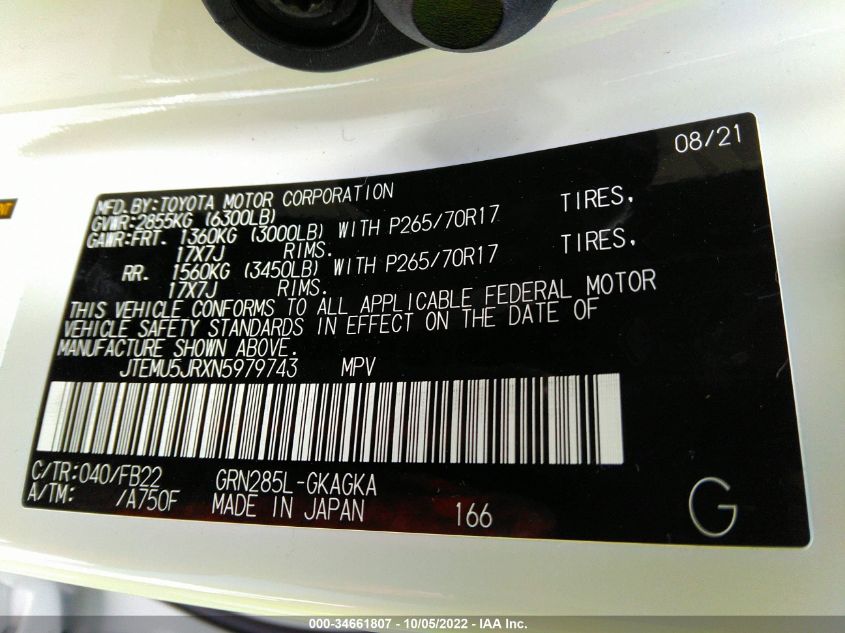 08/21
MFD.BY:TOYOTA MOTOR CORPORATION
GVWR:2855KG (6300LB)
GAWR:FRT. 1360KG (3000LB) WITH P265/70R17 TIRES,
17X7J RIMS.
RR. 1560KG (3450LB) WITH P265/70R17 TIRES,
17X7J RIMS.
THIS VEHICLE CONFORMS TO ALL APPLICABLE FEDERAL MOTOR
VEHICLE SAFETY STANDARDS IN EFFECT ON THE DATE OF
MANUFACTURE SHOWN ABOVE.
JTEMU5JRXN5979743 MPV
C/TR:040/FB22 GRN285L-GKAGKA
A/TM: /A750F MADE IN JAPAN 166
G
000-34661807 - 10/05/2022 - IAA Inc.